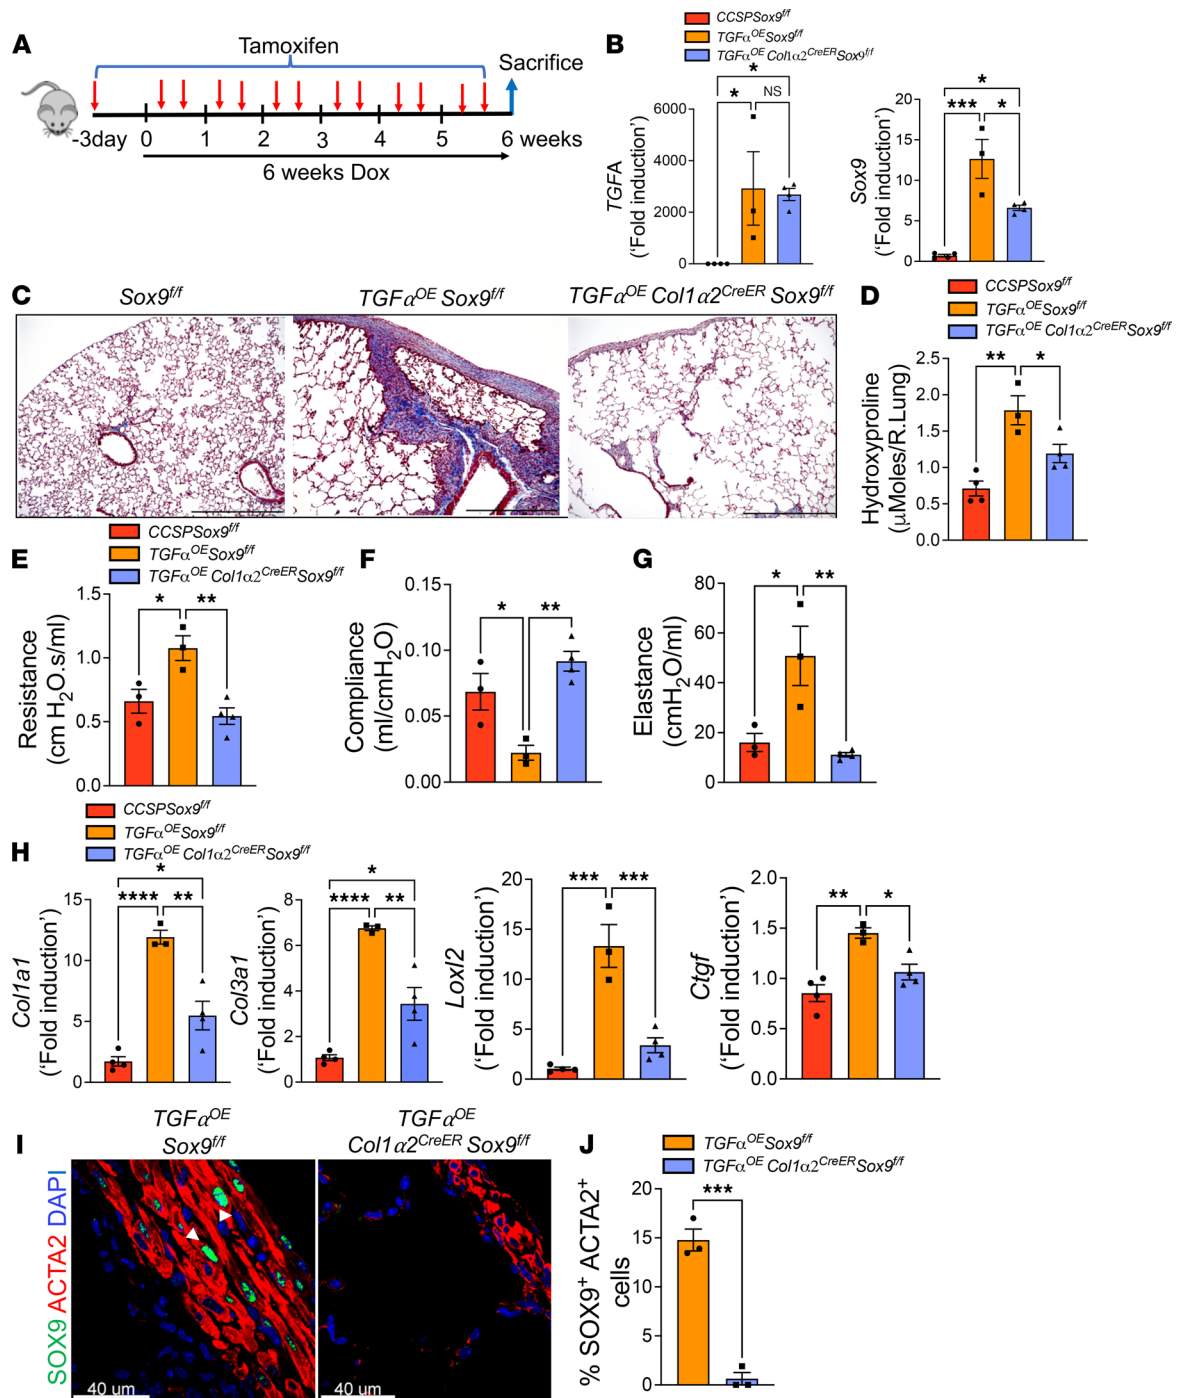 A
Tamoxifen
Sacrifice
-3day 0 1 2 3 4 5 6 weeks
6 weeks Dox
B
CCSPSox9f/f
TGFαOESox9f/f
TGFαOE Col1α2CreERSox9f/f
TGFA
(‘Fold induction’)
6000
4000
2000
0
*
*
NS
Sox9
(‘Fold induction’)
20
15
10
5
0
*
***
*
C
Sox9f/f
TGFαOE Sox9f/f
TGFαOE Col1α2CreER Sox9f/f
D
CCSPSox9f/f
TGFαOESox9f/f
TGFαOE Col1α2CreERSox9f/f
Hydroxyproline
(μMoles/R.Lung)
2.5
2.0
1.5
1.0
0.5
0.0
**
*
CCSPSox9f/f
TGFαOESox9f/f
TGFαOE Col1α2CreERSox9f/f
E
Resistance
(cm H2O.s/ml)
1.5
1.0
0.5
0.0
*
**
F
Compliance
(ml/cmH2O)
0.15
0.10
0.05
0.00
*
**
G
Elastance
(cmH2O/ml)
80
60
40
20
0
*
**
CCSPSox9f/f
TGFαOESox9f/f
TGFαOE Col1α2CreERSox9f/f
H
Col1a1
(‘Fold induction’)
15
10
5
0
*
****
**
Col3a1
(‘Fold induction’)
8
6
4
2
0
*
****
**
Loxl2
(‘Fold induction’)
20
15
10
5
0
***
***
Ctgf
(‘Fold induction’)
2.0
1.5
1.0
0.5
0.0
**
*
I
TGFαOE
Sox9f/f
TGFαOE
Col1α2CreER Sox9f/f
SOX9 ACTA2 DAPI
40 um
40 um
J
TGFαOESox9f/f
TGFαOE Col1α2CreERSox9f/f
% SOX9+ ACTA2+
cells
20
15
10
5
0
***